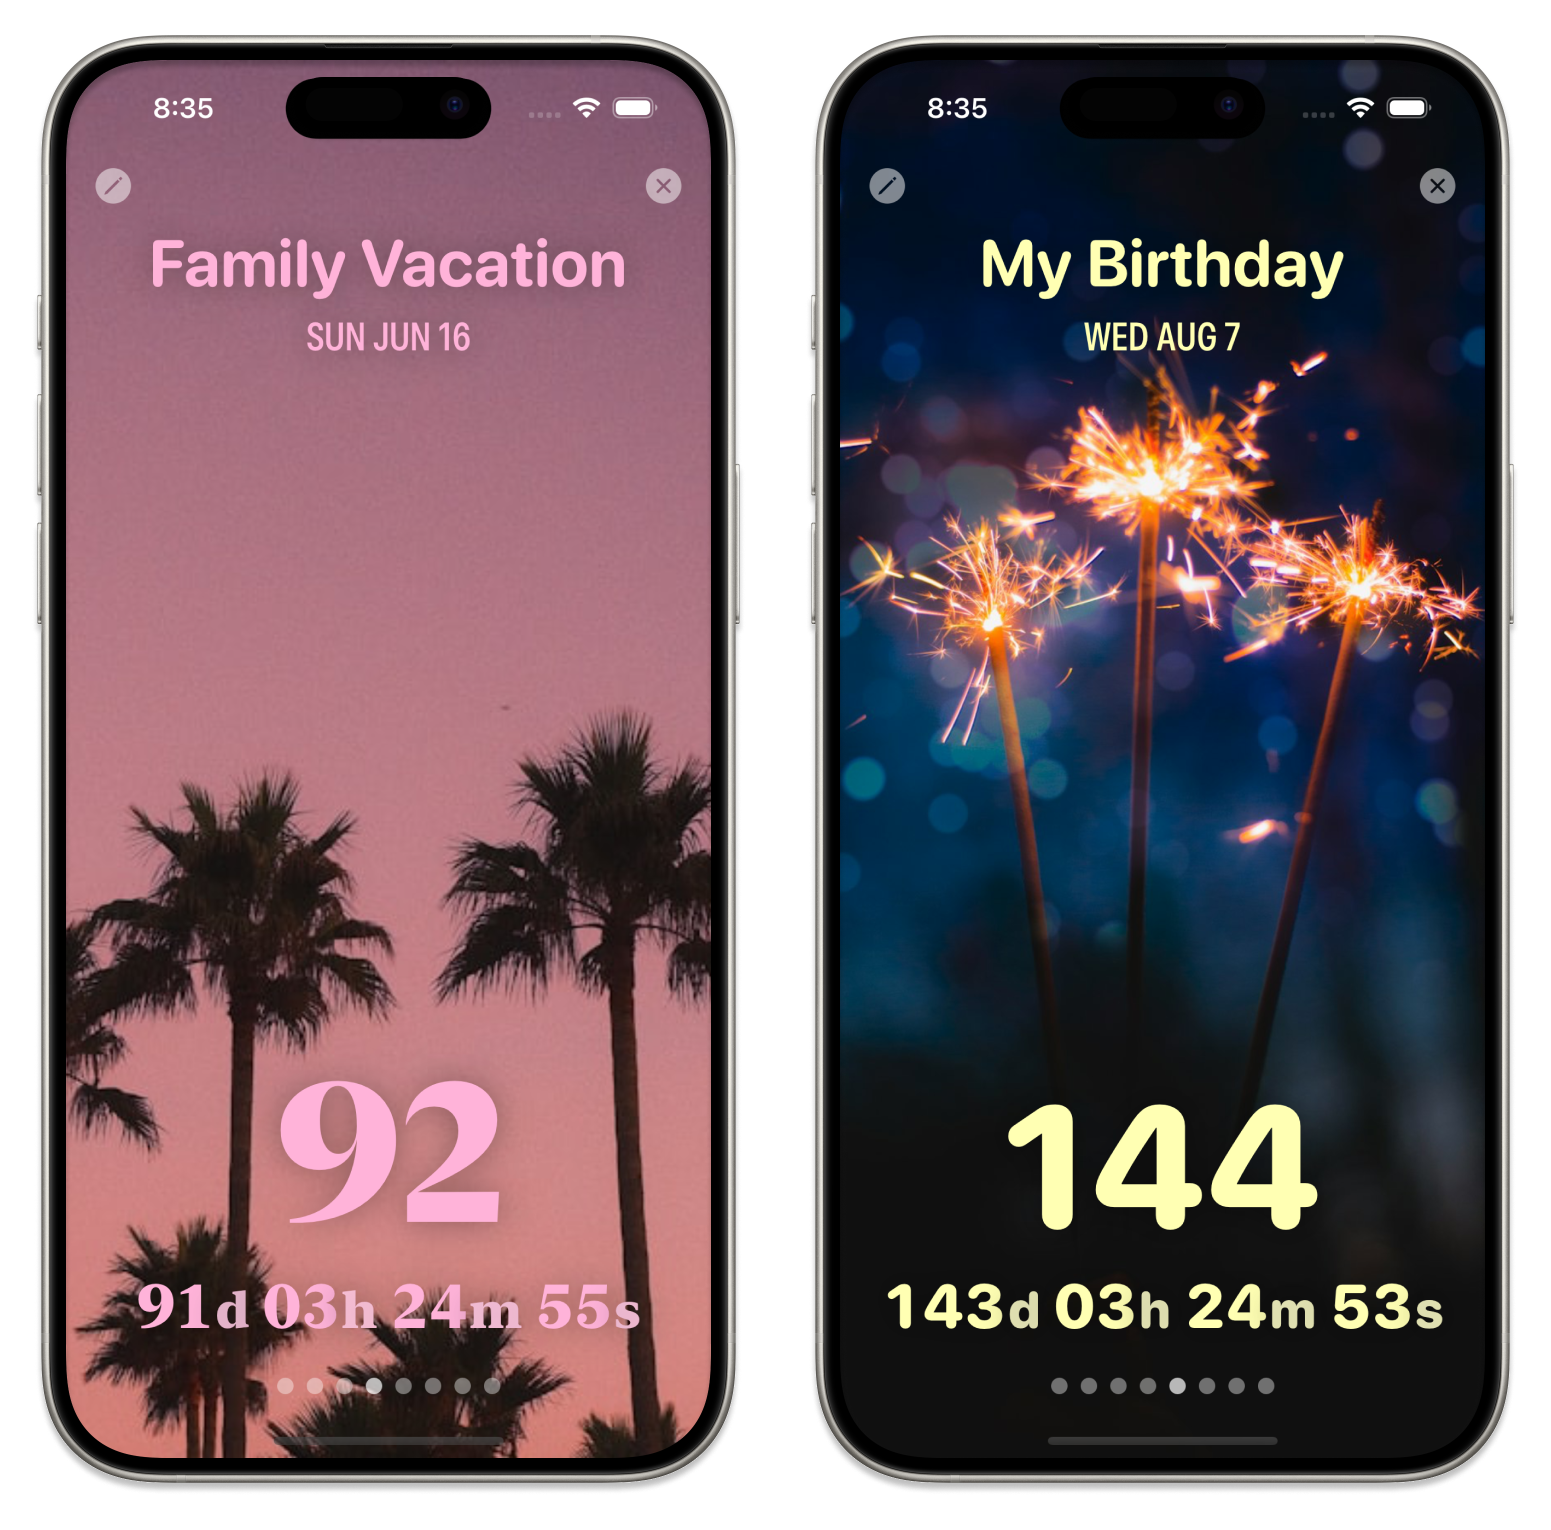 8:35
Family Vacation
SUN JUN 16
92
91d 03h 24m 55s
8:35
My Birthday
WED AUG 7
144
143d 03h 24m 53s